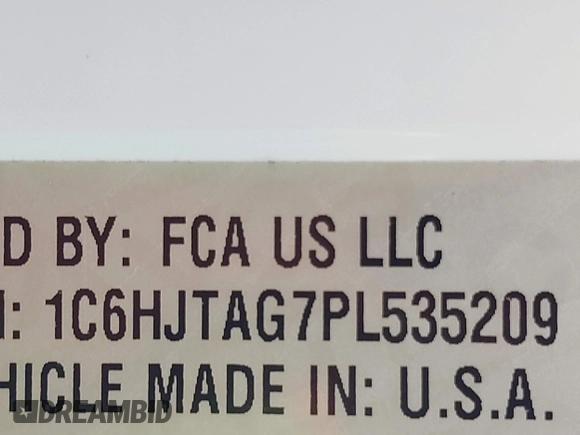 D BY: FCA US LLC
: 1C6HJTAG7PL535209
HICLE MADE IN: U.S.A.
DREAMBID